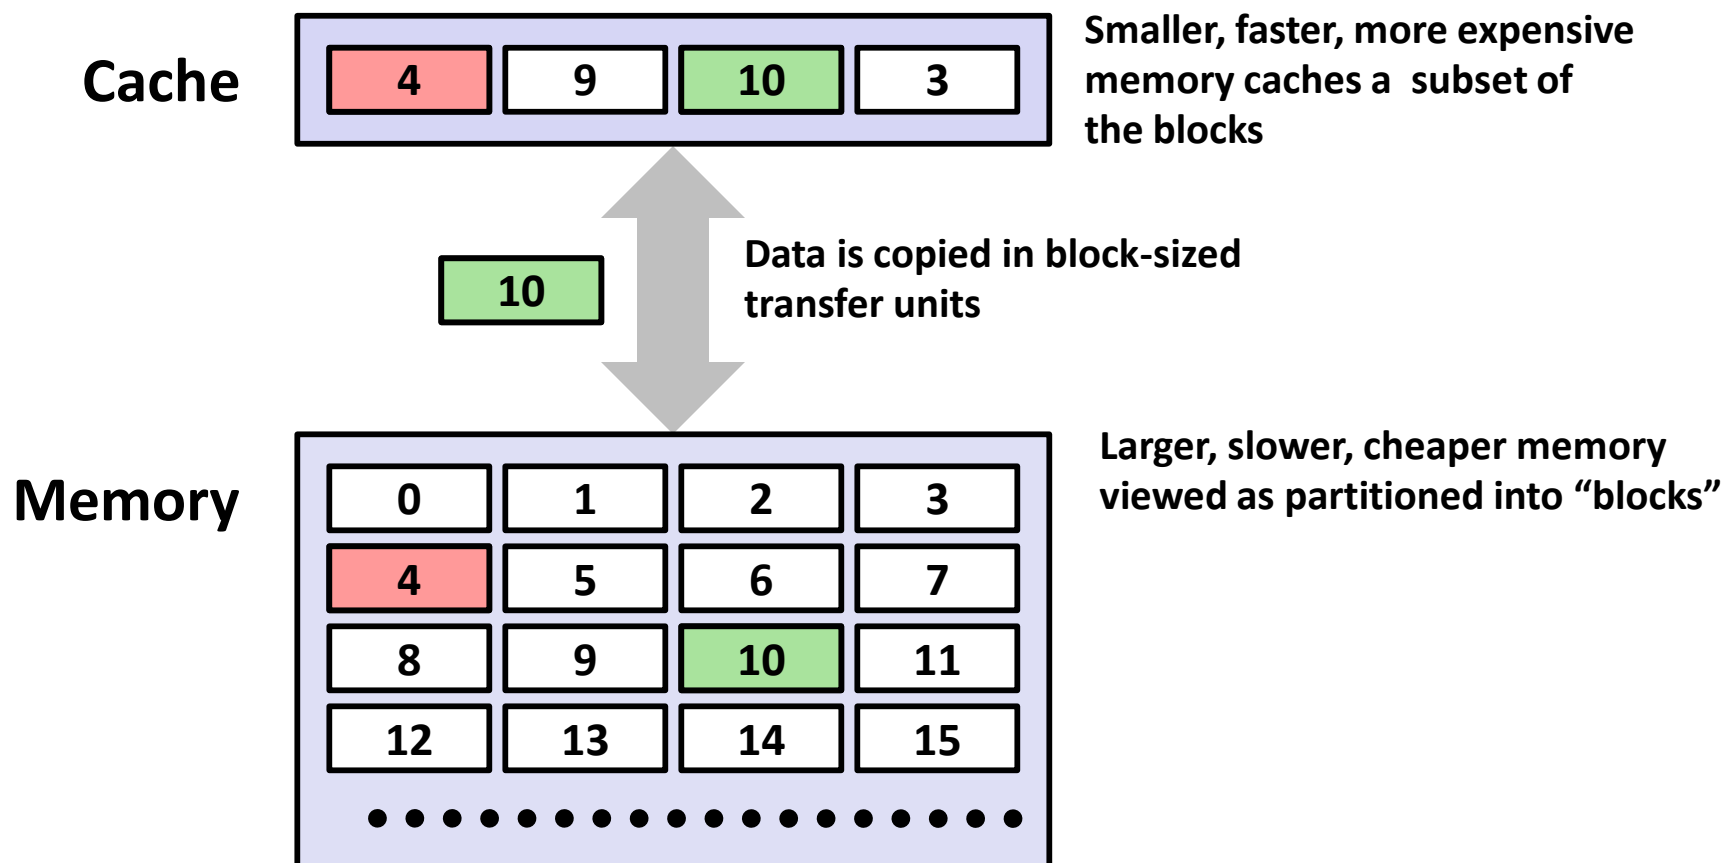 Cache
4 9 10 3
Smaller, faster, more expensive
memory caches a  subset of
the blocks
10
Data is copied in block-sized
transfer units
Memory
0 1 2 3
4 5 6 7
8 9 10 11
12 13 14 15
Larger, slower, cheaper memory
viewed as partitioned into “blocks”